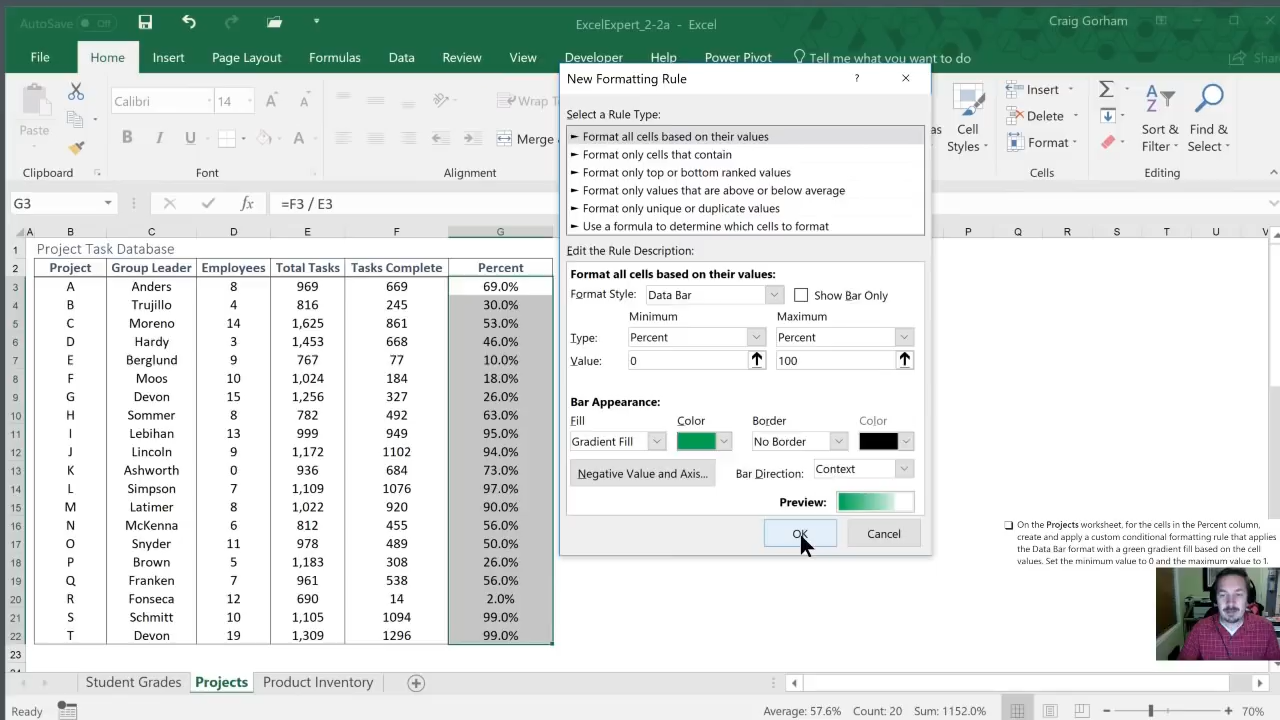 AutoSave Off
ExcelExpert_2-2a - Excel
Craig Gorham
File Home Insert Page Layout Formulas Data Review View Developer Help Power Pivot Tell me what you want to do
Paste
Calibri 14
B I U
Wrap T
Merge
Cell
Styles
Insert
Delete
Format
Sort &
Filter
Find &
Select
Clipboard Font Alignment Cells Editing
G3 fx =F3 / E3
A B C D E F G P Q R S T U V
1 Project Task Database
2 Project Group Leader Employees Total Tasks Tasks Complete Percent
3 A Anders 8 969 669 69.0%
4 B Trujillo 4 816 245 30.0%
5 C Moreno 14 1,625 861 53.0%
6 D Hardy 3 1,453 668 46.0%
7 E Berglund 9 767 77 10.0%
8 F Moos 10 1,024 184 18.0%
9 G Devon 15 1,256 327 26.0%
10 H Sommer 8 782 492 63.0%
11 I Lebihan 13 999 949 95.0%
12 J Lincoln 9 1,172 1102 94.0%
13 K Ashworth 0 936 684 73.0%
14 L Simpson 7 1,109 1076 97.0%
15 M Latimer 8 1,022 920 90.0%
16 N McKenna 6 812 455 56.0%
17 O Snyder 11 978 489 50.0%
18 P Brown 5 1,183 308 26.0%
19 Q Franken 7 961 538 56.0%
20 R Fonseca 12 690 14 2.0%
21 S Schmitt 10 1,105 1094 99.0%
22 T Devon 19 1,309 1296 99.0%
23
New Formatting Rule ?
Select a Rule Type:
► Format all cells based on their values
► Format only cells that contain
► Format only top or bottom ranked values
► Format only values that are above or below average
► Format only unique or duplicate values
► Use a formula to determine which cells to format
Edit the Rule Description:
Format all cells based on their values:
Format Style: Data Bar Show Bar Only
Minimum Maximum
Type: Percent Percent
Value: 0 100
Bar Appearance:
Fill Color Border Color
Gradient Fill No Border
Negative Value and Axis... Bar Direction: Context
Preview:
OK Cancel
On the Projects worksheet, for the cells in the Percent column,
create and apply a custom conditional formatting rule that applies
the Data Bar format with a green gradient fill based on the cell
values. Set the minimum value to 0 and the maximum value to 1.
Student Grades Projects Product Inventory
Ready Average: 57.6% Count: 20 Sum: 1152.0% 70%